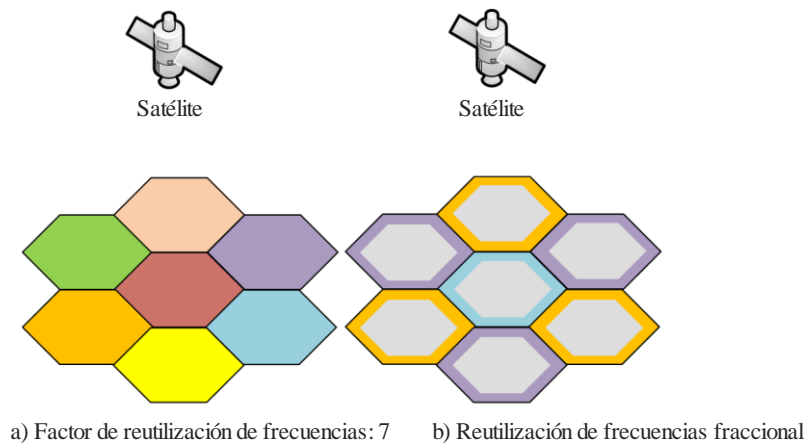 Satélite
Satélite
a) Factor de reutilización de frecuencias: 7
b) Reutilización de frecuencias fraccional